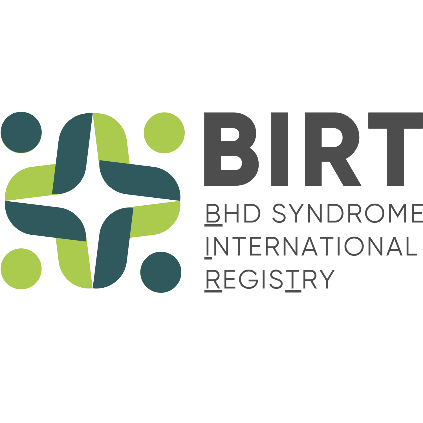 BIRT
BHD SYNDROME
INTERNATIONAL
REGISTRY